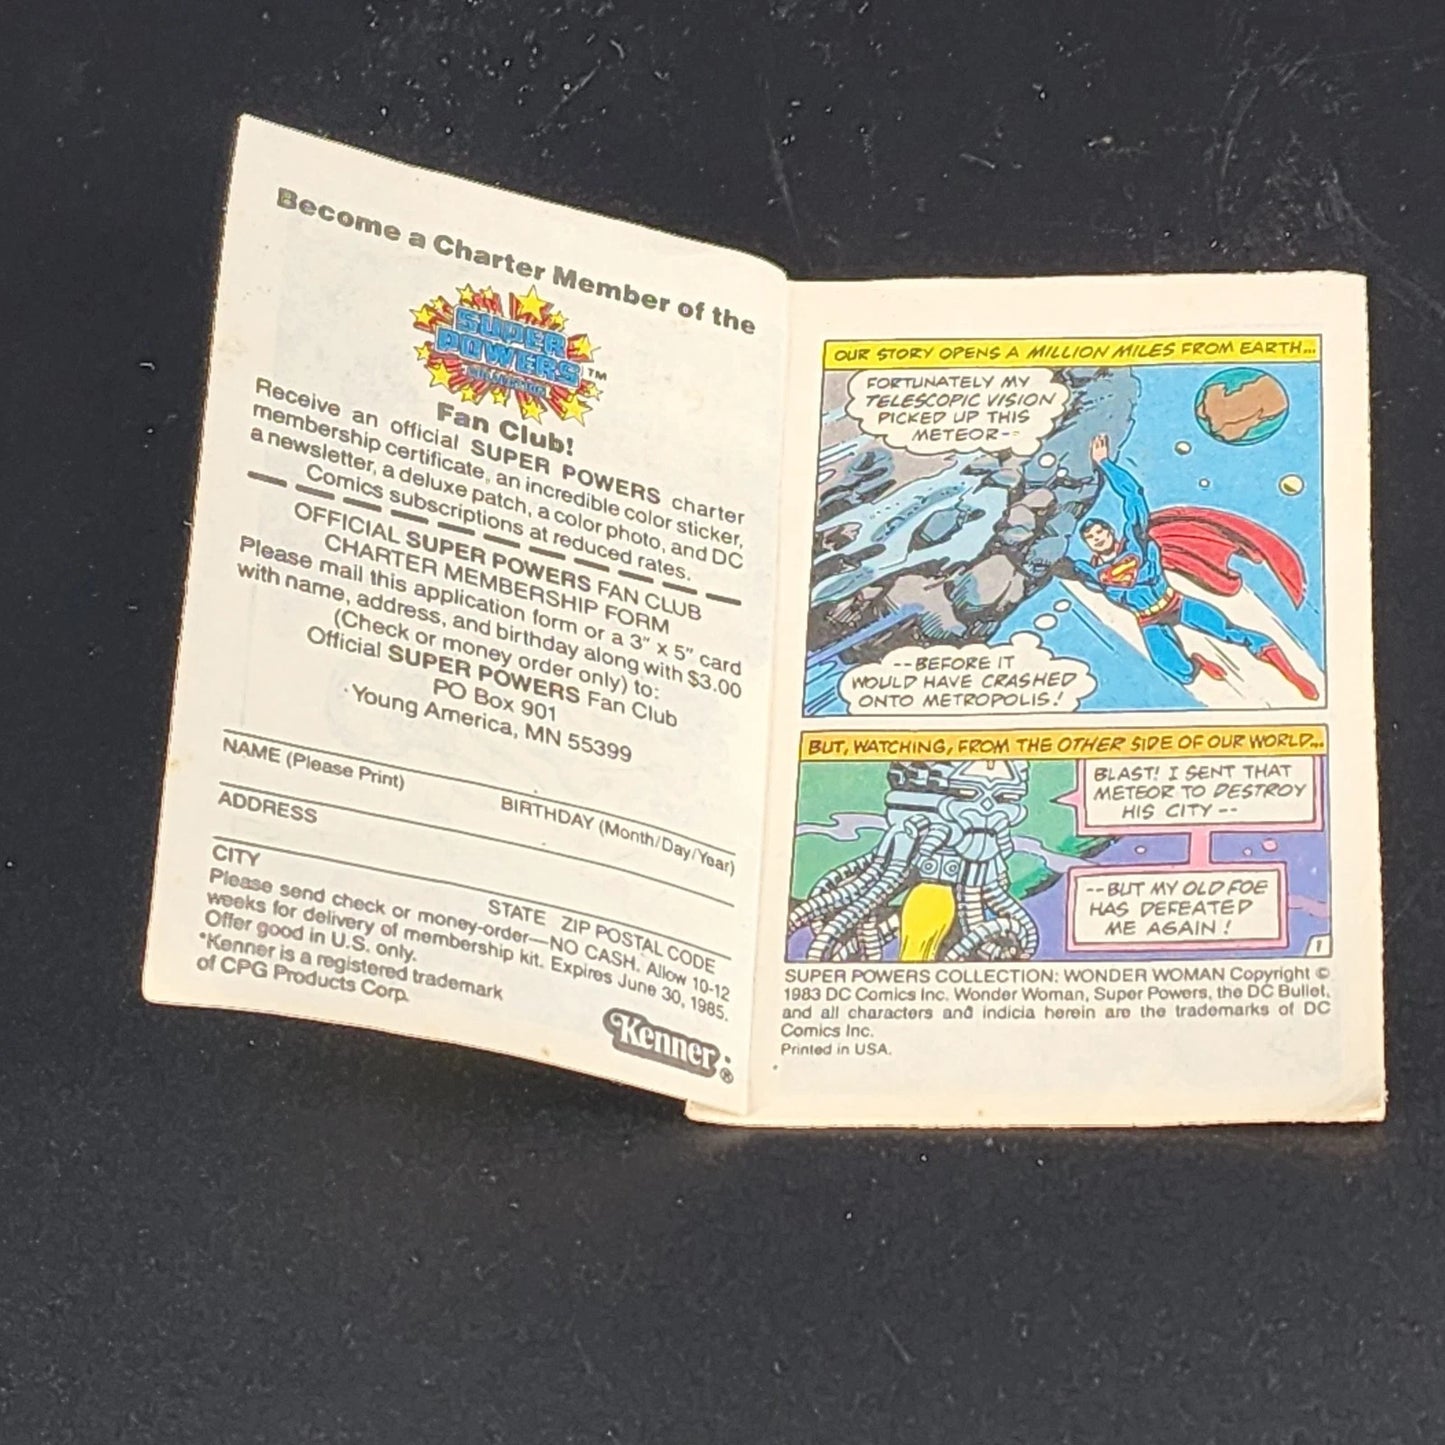 Become a Charter Member of the
SUPER
POWERS™
COLLECTION
Fan Club!
Receive an official SUPER POWERS charter
membership certificate, an incredible color sticker,
a newsletter, a deluxe patch, a color photo, and DC
Comics subscriptions at reduced rates.
OFFICIAL SUPER POWERS FAN CLUB
CHARTER MEMBERSHIP FORM
Please mail this application form or a 3" x 5" card
with name, address, and birthday along with $3.00
(Check or money order only) to:
Official SUPER POWERS Fan Club
PO Box 901
Young America, MN 55399
NAME (Please Print) BIRTHDAY (Month/Day/Year)
ADDRESS
CITY STATE ZIP POSTAL CODE
Please send check or money-order—NO CASH. Allow 10-12
weeks for delivery of membership kit. Expires June 30, 1985.
Offer good in U.S. only.
*Kenner is a registered trademark
of CPG Products Corp.
Kenner®
OUR STORY OPENS A MILLION MILES FROM EARTH...
FORTUNATELY MY
TELESCOPIC VISION
PICKED UP THIS
METEOR--
S
--BEFORE IT
WOULD HAVE CRASHED
ONTO METROPOLIS!
BUT, WATCHING, FROM THE OTHER SIDE OF OUR WORLD...
BLAST! I SENT THAT
METEOR TO DESTROY
HIS CITY--
--BUT MY OLD FOE
HAS DEFEATED
ME AGAIN!
1
SUPER POWERS COLLECTION: WONDER WOMAN Copyright ©
1983 DC Comics Inc. Wonder Woman, Super Powers, the DC Bullet,
and all characters and indicia herein are the trademarks of DC
Comics Inc.
Printed in USA.